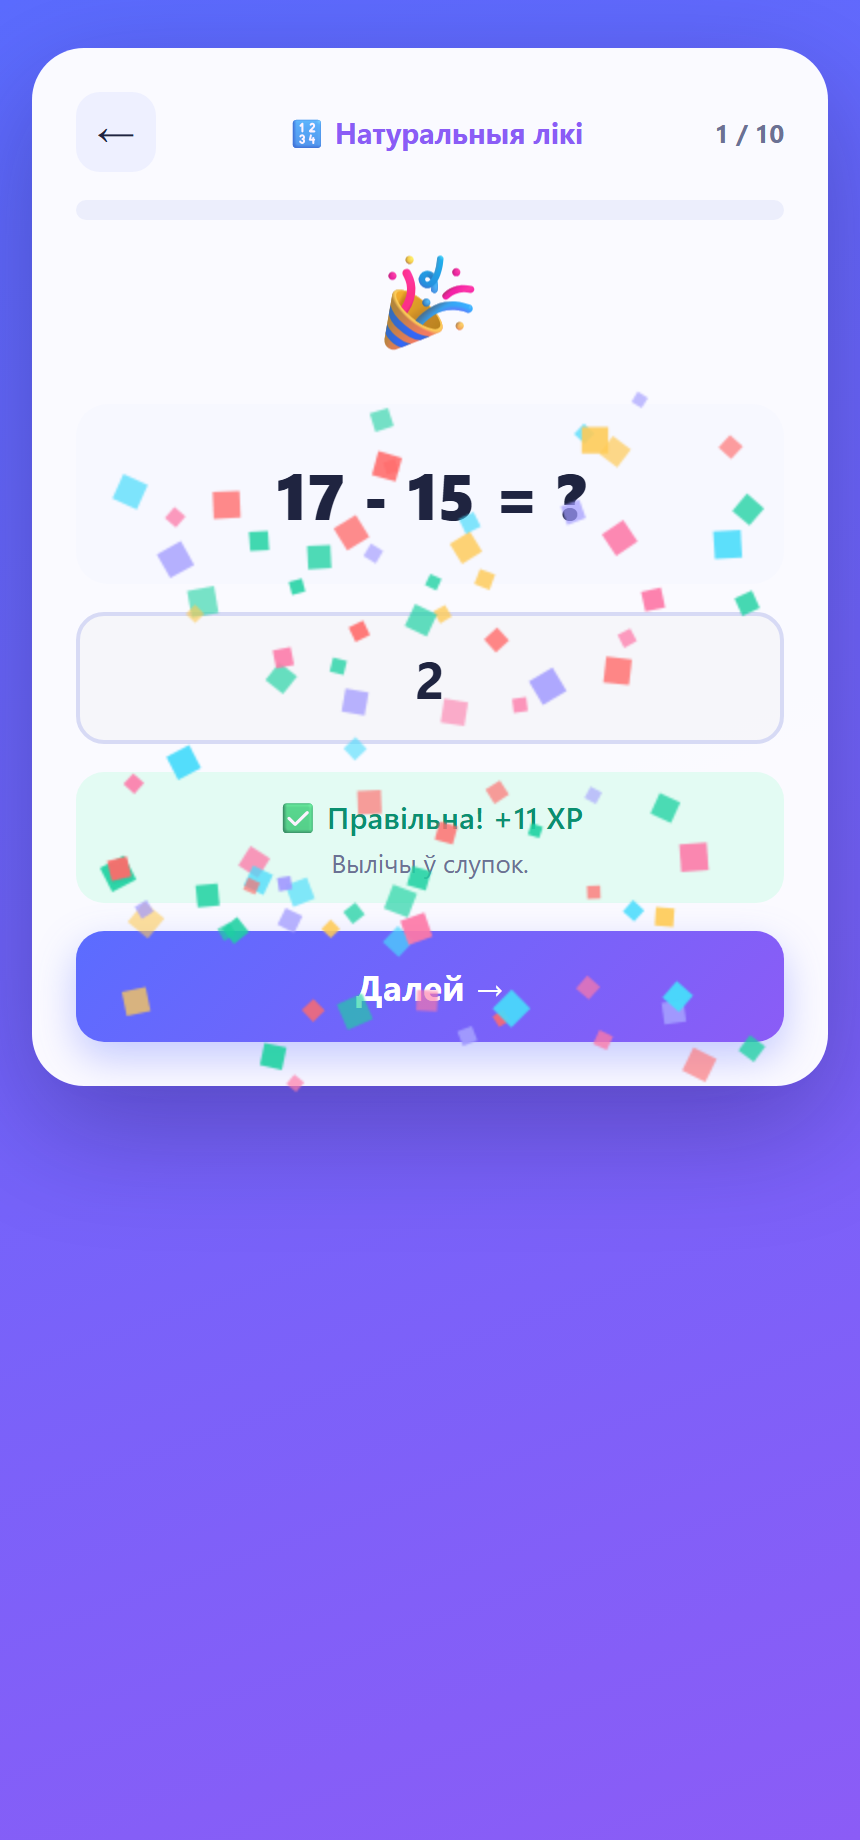 ← Натуральныя лікі 1 / 10
17 - 15 = ?
2
Правільна! +11 XP
Вылічы ў слупок.
Далей →